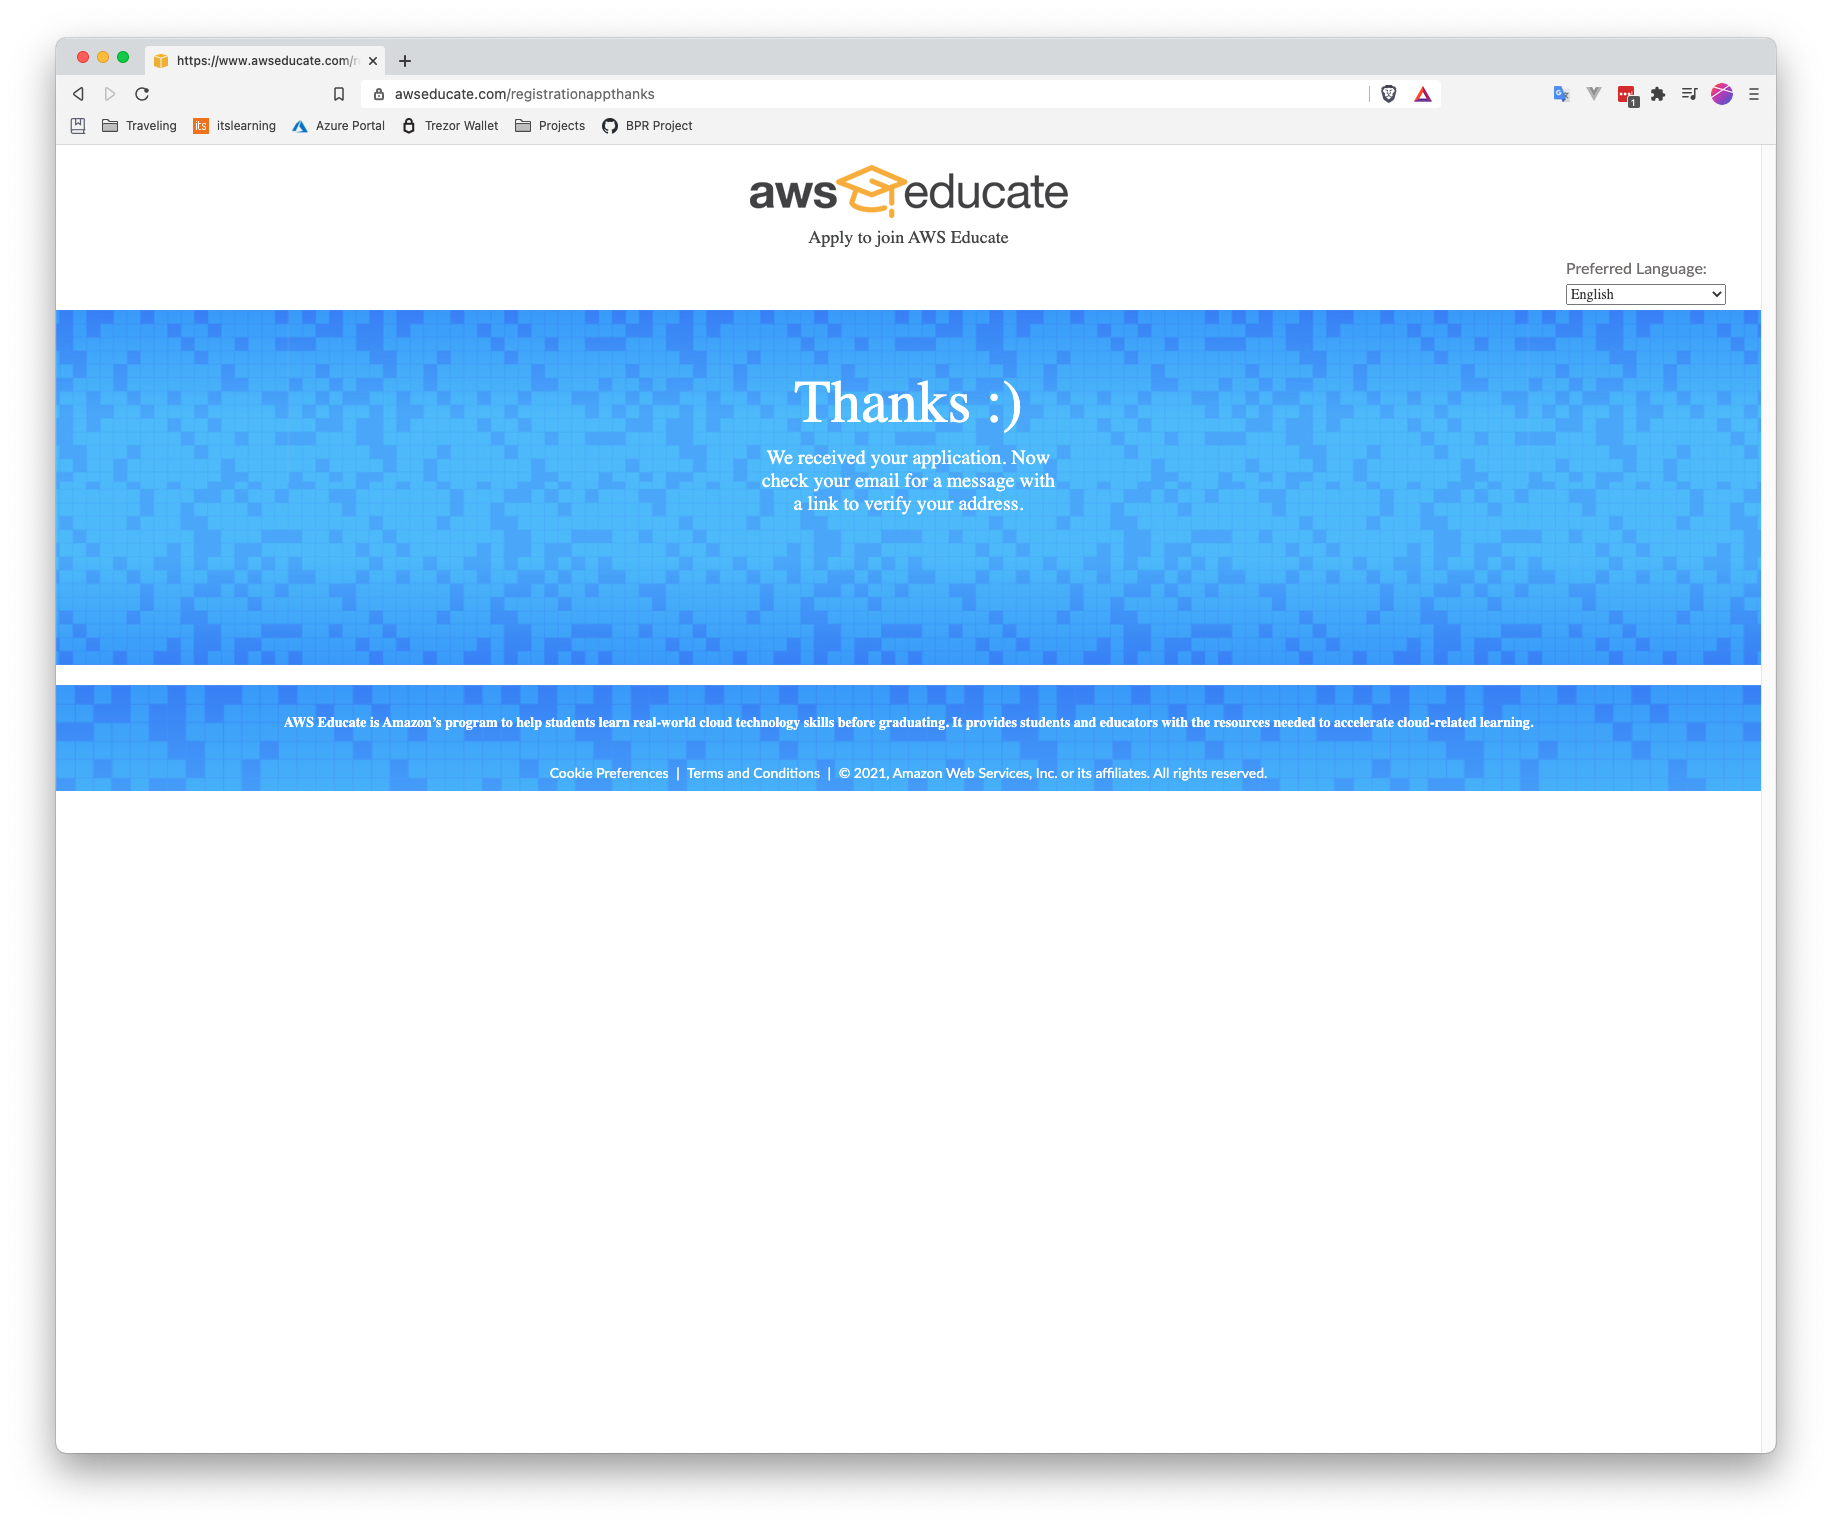 https://www.awseducate.com/r
awseducate.com/registrationappthanks
1
Traveling
its itslearning
Azure Portal
Trezor Wallet
Projects
BPR Project
aws educate
Apply to join AWS Educate
Preferred Language:
English
Thanks :)
We received your application. Now
check your email for a message with
a link to verify your address.
AWS Educate is Amazon’s program to help students learn real-world cloud technology skills before graduating. It provides students and educators with the resources needed to accelerate cloud-related learning.
Cookie Preferences | Terms and Conditions | © 2021, Amazon Web Services, Inc. or its affiliates. All rights reserved.